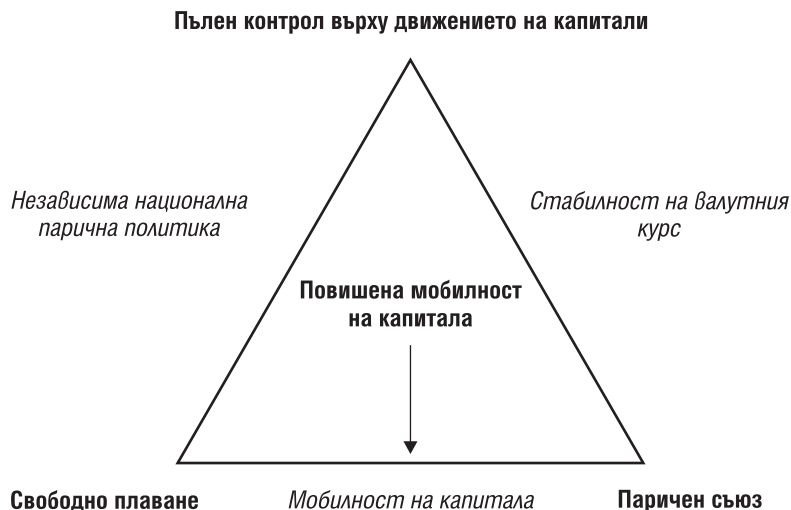 Пълен контрол върху движението на капитали
Независима национална
парична политика
Стабилност на валутния
курс
Повишена мобилност
на капитала
Свободно плаване
Мобилност на капитала
Паричен съюз